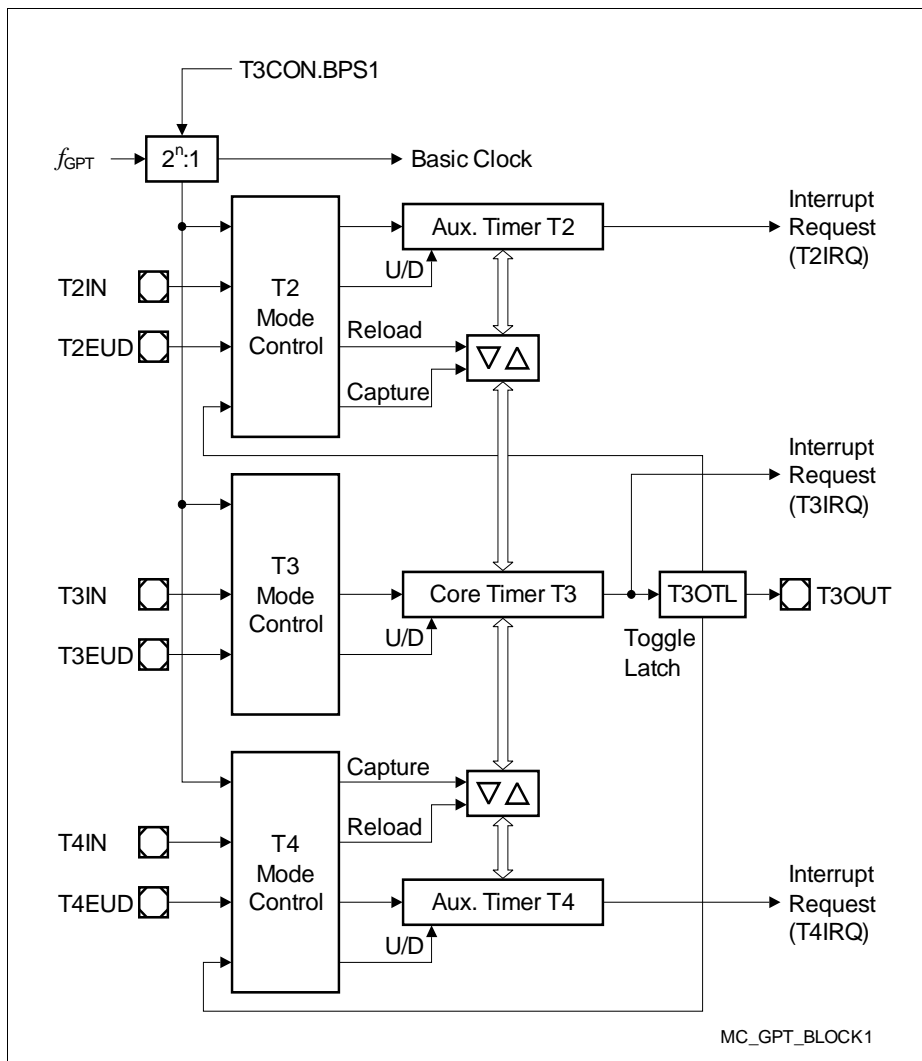 T3CON.BPS1
fGPT
2ⁿ:1
Basic Clock
Interrupt
Request
(T2IRQ)
Aux. Timer T2
U/D
T2IN
T2
Mode
Control
T2EUD
Reload
Capture
Interrupt
Request
(T3IRQ)
T3
Mode
Control
T3IN
Core Timer T3
T3OTL
T3OUT
U/D
T3EUD
Toggle
Latch
Capture
Reload
T4IN
T4
Mode
Control
T4EUD
Aux. Timer T4
Interrupt
Request
(T4IRQ)
U/D
MC_GPT_BLOCK1